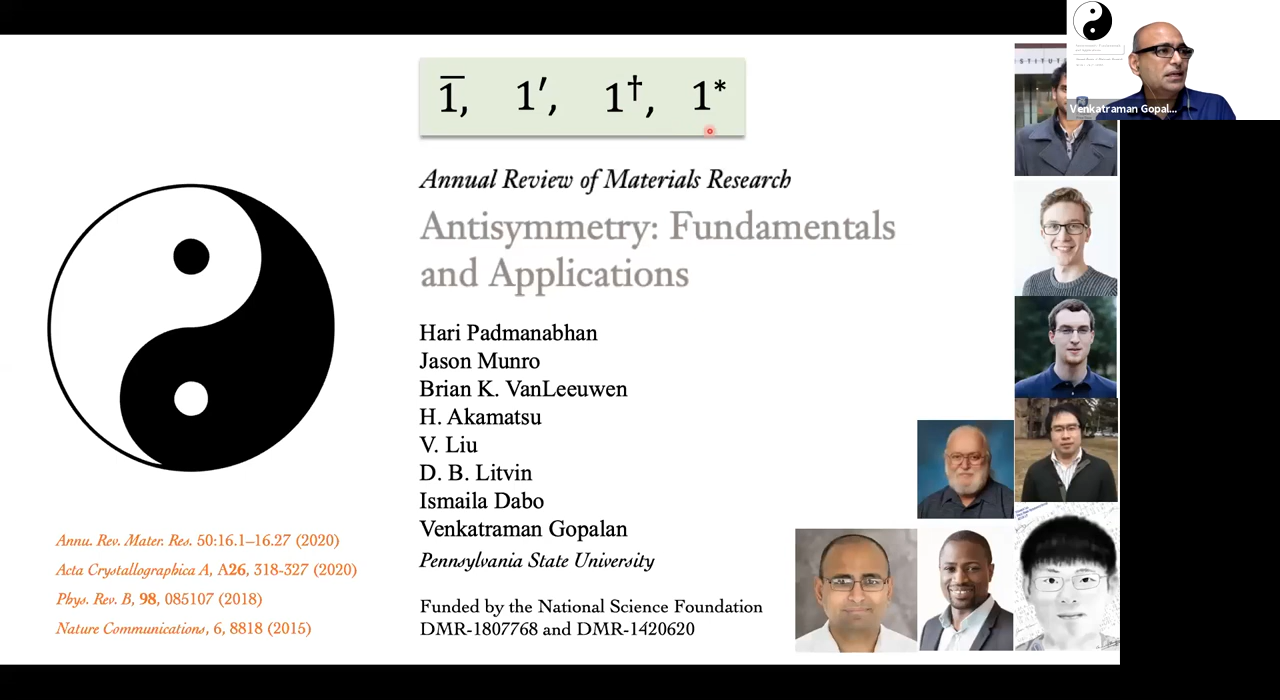 1̅, 1′, 1†, 1*
Annual Review of Materials Research
Antisymmetry: Fundamentals
and Applications
Hari Padmanabhan
Jason Munro
Brian K. VanLeeuwen
H. Akamatsu
V. Liu
D. B. Litvin
Ismaila Dabo
Venkatraman Gopalan
Pennsylvania State University
Funded by the National Science Foundation
DMR-1807768 and DMR-1420620
Annu. Rev. Mater. Res. 50:16.1–16.27 (2020)
Acta Crystallographica A, A26, 318-327 (2020)
Phys. Rev. B, 98, 085107 (2018)
Nature Communications, 6, 8818 (2015)
Venkatraman Gopal...